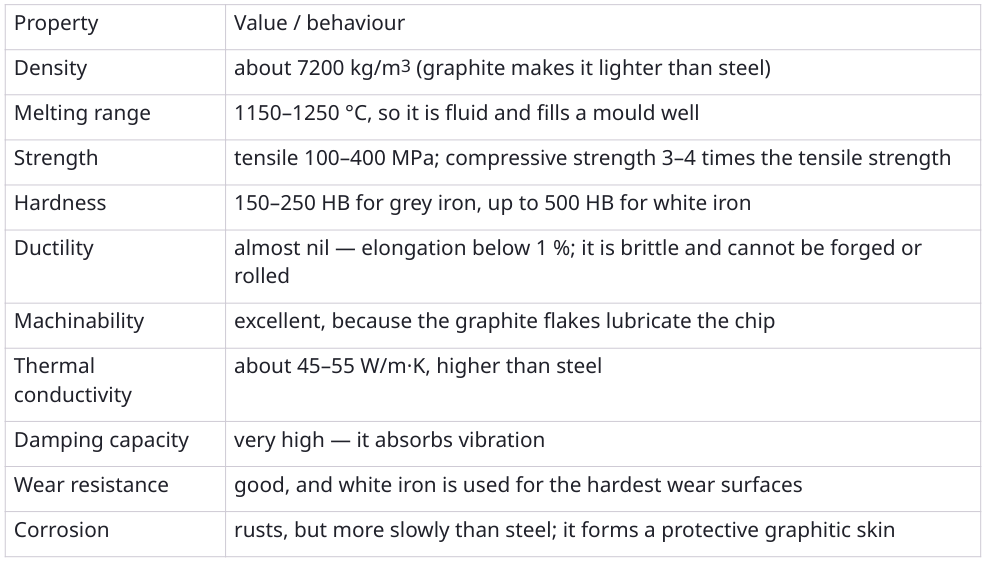 Property Value / behaviour
Density about 7200 kg/m3 (graphite makes it lighter than steel)
Melting range 1150–1250 °C, so it is fluid and fills a mould well
Strength tensile 100–400 MPa; compressive strength 3–4 times the tensile strength
Hardness 150–250 HB for grey iron, up to 500 HB for white iron
Ductility almost nil — elongation below 1 %; it is brittle and cannot be forged or
rolled
Machinability excellent, because the graphite flakes lubricate the chip
Thermal about 45–55 W/m·K, higher than steel
conductivity
Damping capacity very high — it absorbs vibration
Wear resistance good, and white iron is used for the hardest wear surfaces
Corrosion rusts, but more slowly than steel; it forms a protective graphitic skin